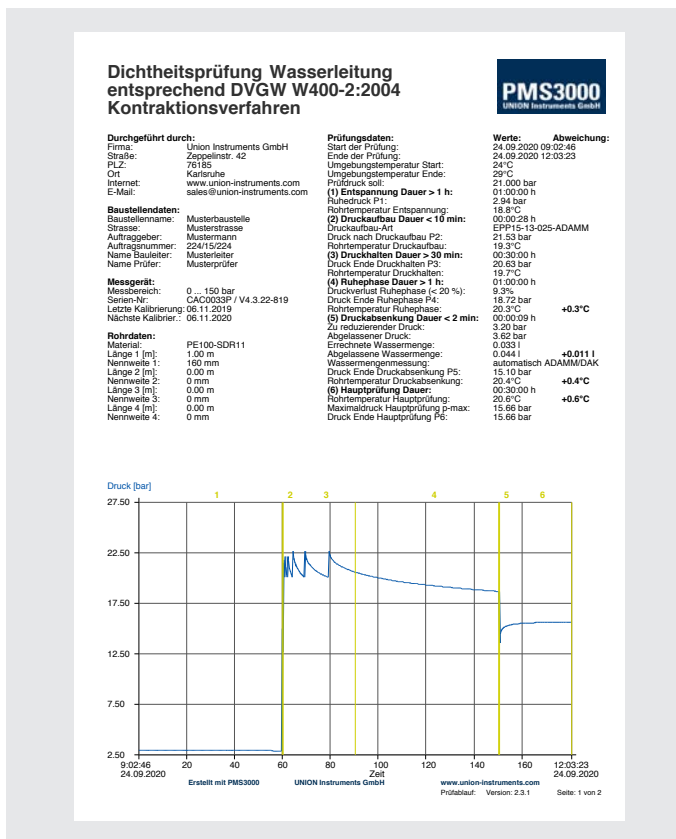 Dichtheitsprüfung Wasserleitung
entsprechend DVGW W400-2:2004
Kontraktionsverfahren
PMS3000
UNION Instruments GmbH
Durchgeführt durch:
Firma: Union Instruments GmbH
Straße: Zeppelinstr. 42
PLZ: 76185
Ort Karlsruhe
Internet: www.union-instruments.com
E-Mail: sales@union-instruments.com
Baustellendaten:
Baustellenname: Musterbaustelle
Strasse: Musterstrasse
Auftraggeber: Mustermann
Auftragsnummer: 224/15/224
Name Bauleiter: Musterleiter
Name Prüfer: Musterprüfer
Messgerät:
Messbereich: 0 ... 150 bar
Serien-Nr: CAC0033P / V4.3.22-819
Letzte Kalibrierung: 06.11.2019
Nächste Kalibrier.: 06.11.2020
Rohrdaten:
Material: PE100-SDR11
Länge 1 [m]: 1.00 m
Nennweite 1: 160 mm
Länge 2 [m]: 0.00 m
Nennweite 2: 0 mm
Länge 3 [m]: 0.00 m
Nennweite 3: 0 mm
Länge 4 [m]: 0.00 m
Nennweite 4: 0 mm
Prüfungsdaten: Werte: Abweichung:
Start der Prüfung: 24.09.2020 09:02:46
Ende der Prüfung: 24.09.2020 12:03:23
Umgebungstemperatur Start: 24°C
Umgebungstemperatur Ende: 29°C
Prüfdruck soll: 21.000 bar
(1) Entspannung Dauer > 1 h: 01:00:00 h
Ruhedruck P1: 2.94 bar
Rohrtemperatur Entspannung: 18.8°C
(2) Druckaufbau Dauer < 10 min: 00:00:28 h
Druckaufbau-Art EPP15-13-025-ADAMM
Druck nach Druckaufbau P2: 21.53 bar
Rohrtemperatur Druckaufbau: 19.3°C
(3) Druckhalten Dauer > 30 min: 00:30:00 h
Druck Ende Druckhalten P3: 20.63 bar
Rohrtemperatur Druckhalten: 19.7°C
(4) Ruhephase Dauer > 1 h: 01:00:00 h
Druckverlust Ruhephase (< 20 %): 9.3%
Druck Ende Ruhephase P4: 18.72 bar
Rohrtemperatur Ruhephase: 20.3°C +0.3°C
(5) Druckabsenkung Dauer < 2 min: 00:00:09 h
Zu reduzierender Druck: 3.20 bar
Abgelassener Druck: 3.62 bar
Errechnete Wassermenge: 0.033 l
Abgelassene Wassermenge: 0.044 l +0.011 l
Wassermengenmessung: automatisch ADAMM/DAK
Druck Ende Druckabsenkung P5: 15.10 bar
Rohrtemperatur Druckabsenkung: 20.4°C +0.4°C
(6) Hauptprüfung Dauer: 00:30:00 h
Rohrtemperatur Hauptprüfung: 20.6°C +0.6°C
Maximaldruck Hauptprüfung p-max: 15.66 bar
Druck Ende Hauptprüfung P6: 15.66 bar
Druck [bar]
1 2 3 4 5 6
27.50
22.50
17.50
12.50
7.50
2.50
9:02:46 20 40 60 80 100 120 140 160 12:03:23
24.09.2020 Zeit 24.09.2020
Erstellt mit PMS3000 UNION Instruments GmbH www.union-instruments.com
Prüfablauf: Version: 2.3.1 Seite: 1 von 2